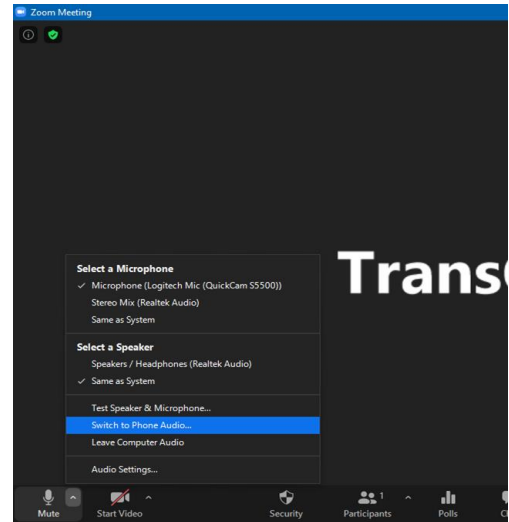 Zoom Meeting
Select a Microphone
Microphone (Logitech Mic (QuickCam S5500))
Stereo Mix (Realtek Audio)
Same as System
Select a Speaker
Speakers / Headphones (Realtek Audio)
Same as System
Test Speaker & Microphone...
Switch to Phone Audio...
Leave Computer Audio
Audio Settings...
Trans
Mute
Start Video
Security
1
Participants
Polls